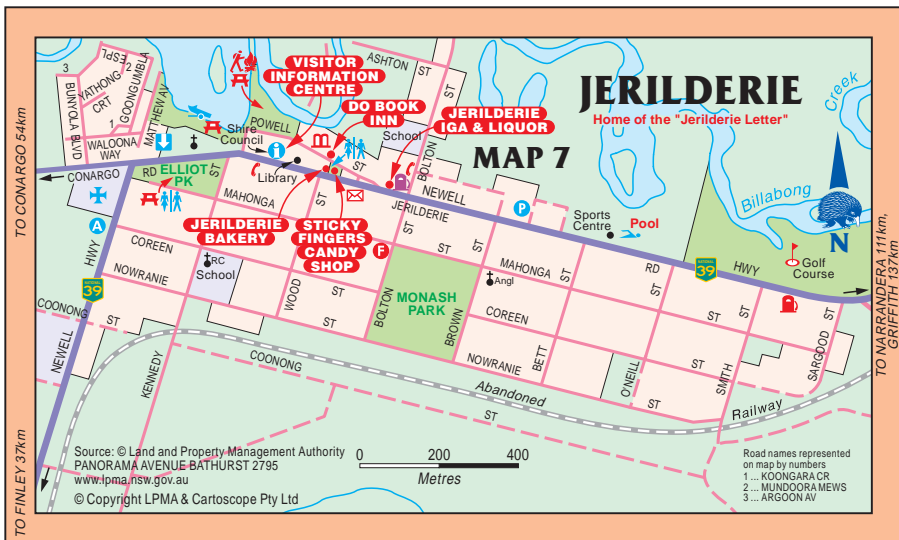 JERILDERIE
Home of the "Jerilderie Letter"
MAP 7
VISITOR
INFORMATION
CENTRE
DO BOOK
INN
JERILDERIE
IGA & LIQUOR
JERILDERIE
BAKERY
STICKY
FINGERS
CANDY
SHOP
TO CONARGO 54km
TO FINLEY 37km
TO NARRANDERA 111km,
GRIFFITH 137km
ESPL
2
3
YATHONG
CRT
GOONGUMBLA
1
BUNYOLA BLVD
WALOONA
WAY
MATTHEW AV
ASHTON
ST
POWELL
ST
Shire
Council
i
Library
School
BOLTON
ST
NEWELL
CONARGO
RD
ELLIOT
PK
ST
MAHONGA
ST
JERILDERIE
ST
P
Sports
Centre
Pool
Billabong
Creek
N
Golf
Course
A
HWY
COREEN
NOWRANIE
RC
School
WOOD
ST
ST
F
ST
BOLTON
MONASH
PARK
BROWN
ST
MAHONGA
ST
Angl
COREEN
NOWRANIE
BETT
RD
NATIONAL
39
HWY
ST
ST
ST
ST
O'NEILL
ST
SMITH
SARGOOD
NATIONAL
39
COONONG
ST
NEWELL
KENNEDY
COONONG
ST
Abandoned
Railway
Source: © Land and Property Management Authority
PANORAMA AVENUE BATHURST 2795
www.lpma.nsw.gov.au
© Copyright LPMA & Cartoscope Pty Ltd
0 200 400
Metres
Road names represented
on map by numbers
1 ... KOONGARA CR
2 ... MUNDOORA MEWS
3 ... ARGOON AV